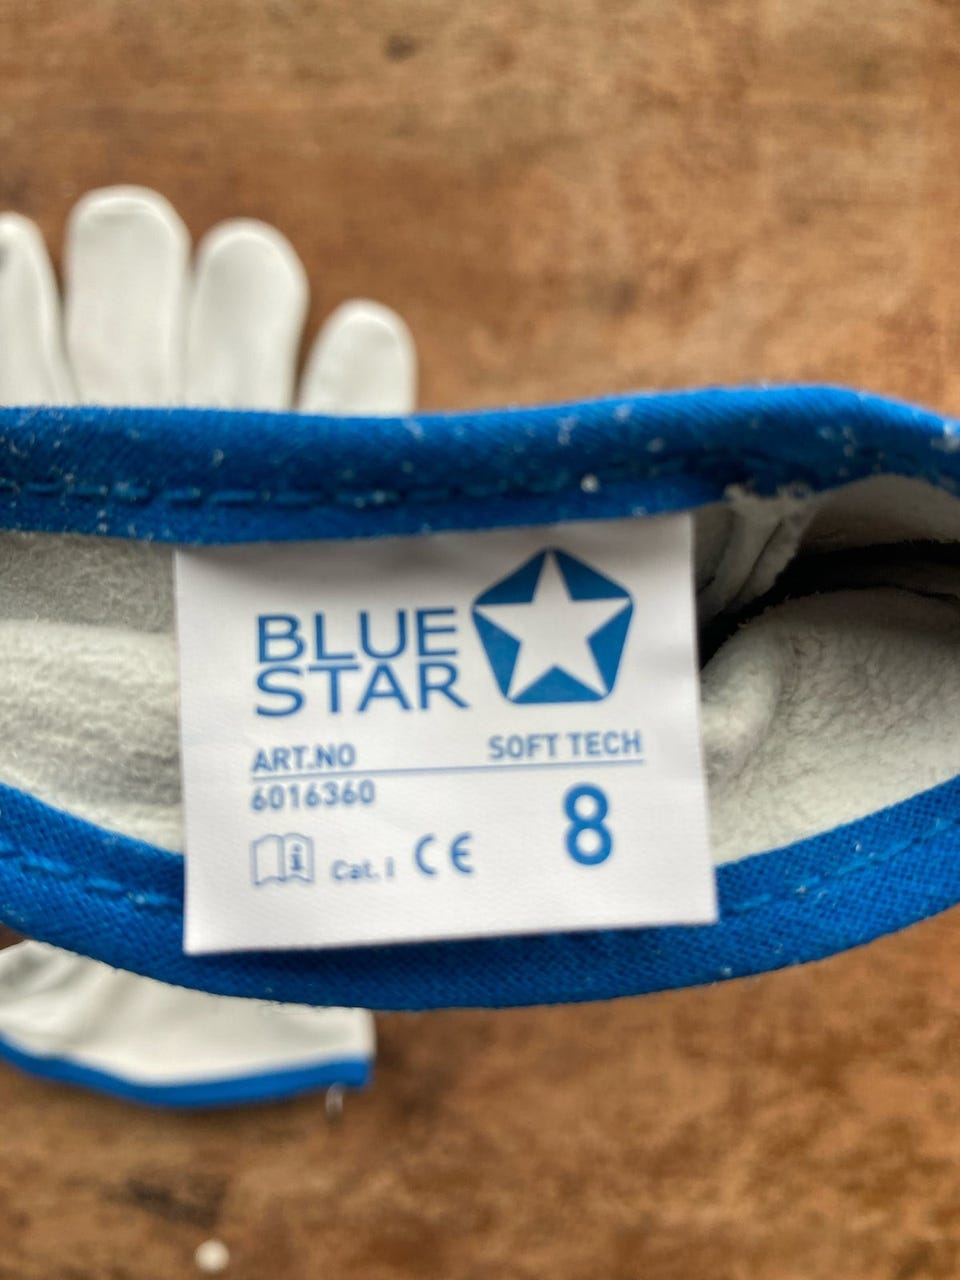 BLUE
STAR
ART.NO SOFT TECH
6016360
8
Cat. I CE